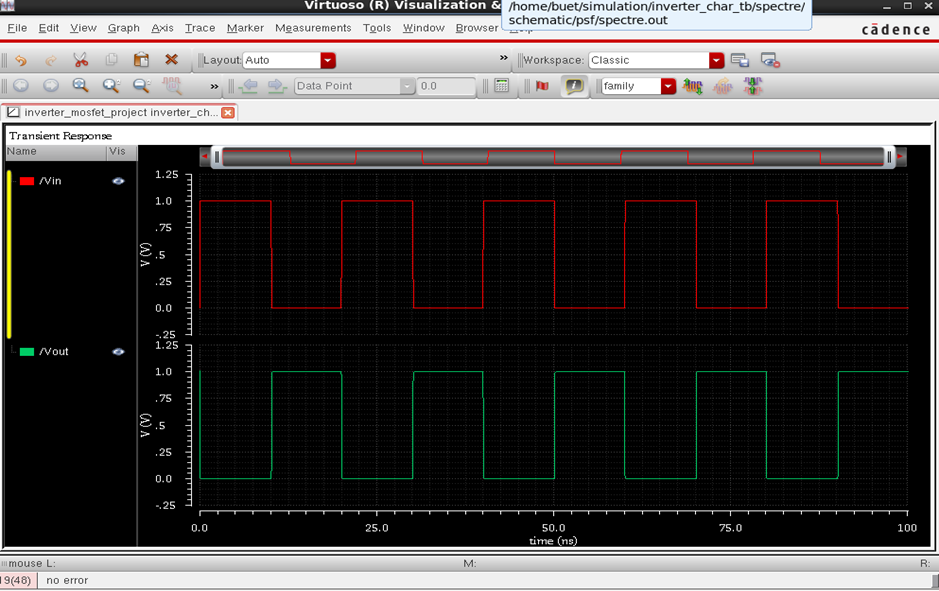 Virtuoso (R) Visualization &
/home/buet/simulation/inverter_char_tb/spectre/
schematic/psf/spectre.out
File Edit View Graph Axis Trace Marker Measurements Tools Window Browser
cādence
Layout: Auto » Workspace: Classic
» Data Point 0.0 family
inverter_mosfet_project inverter_ch...
Transient Response
Name Vis
/Vin
1.25
1.0
.75
.5
.25
0.0
-.25
V (V)
/Vout
1.25
1.0
.75
.5
.25
0.0
-.25
V (V)
0.0 25.0 50.0 75.0 100
time (ns)
mouse L: M: R:
19(48) no error